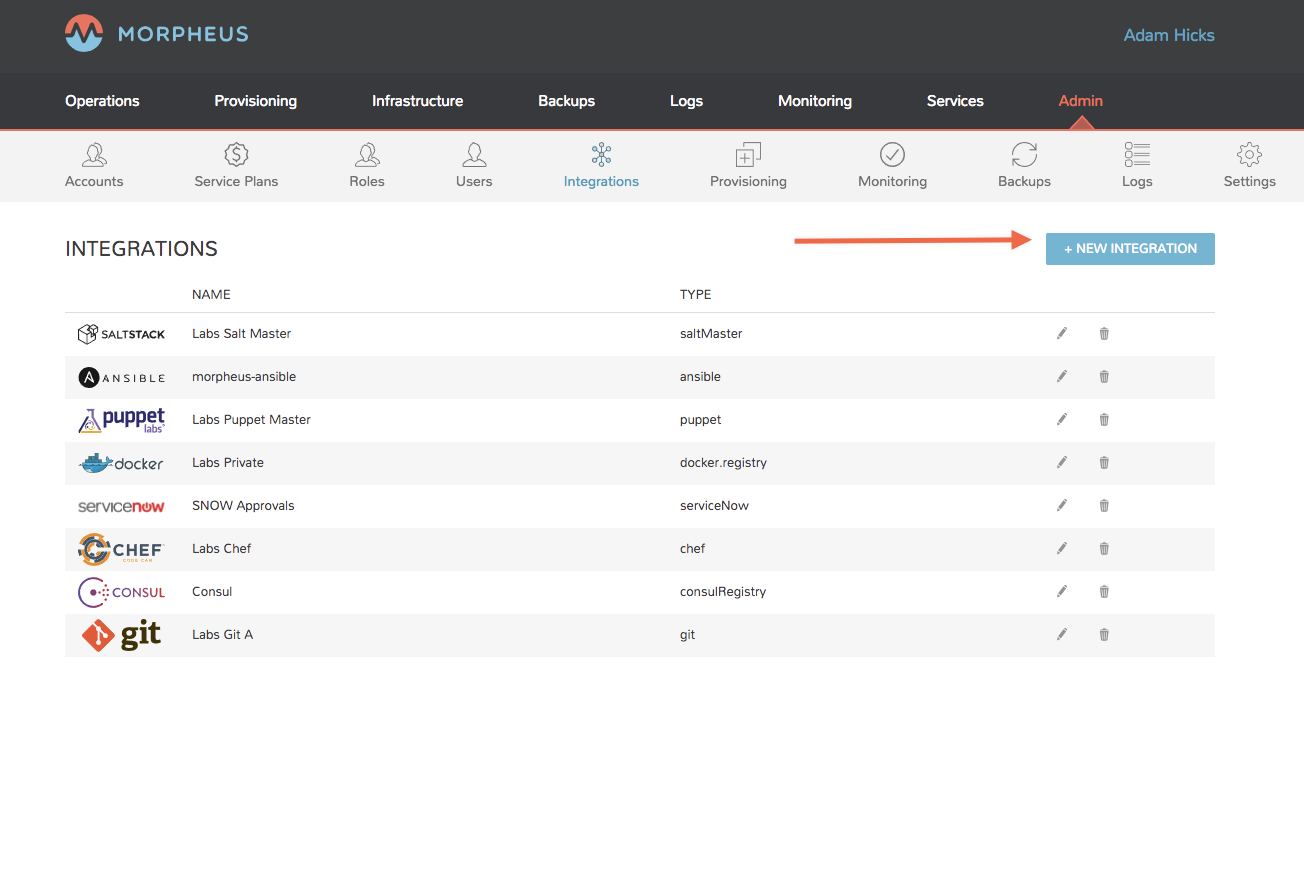 MORPHEUS
Adam Hicks
Operations Provisioning Infrastructure Backups Logs Monitoring Services Admin
Accounts Service Plans Roles Users Integrations Provisioning Monitoring Backups Logs Settings
INTEGRATIONS
+ NEW INTEGRATION
NAME TYPE
SALTSTACK Labs Salt Master saltMaster
A ANSIBLE morpheus-ansible ansible
puppet labs Labs Puppet Master puppet
docker Labs Private docker.registry
servicenow SNOW Approvals serviceNow
CHEF Labs Chef chef
CODE CAN
CONSUL Consul consulRegistry
git Labs Git A git